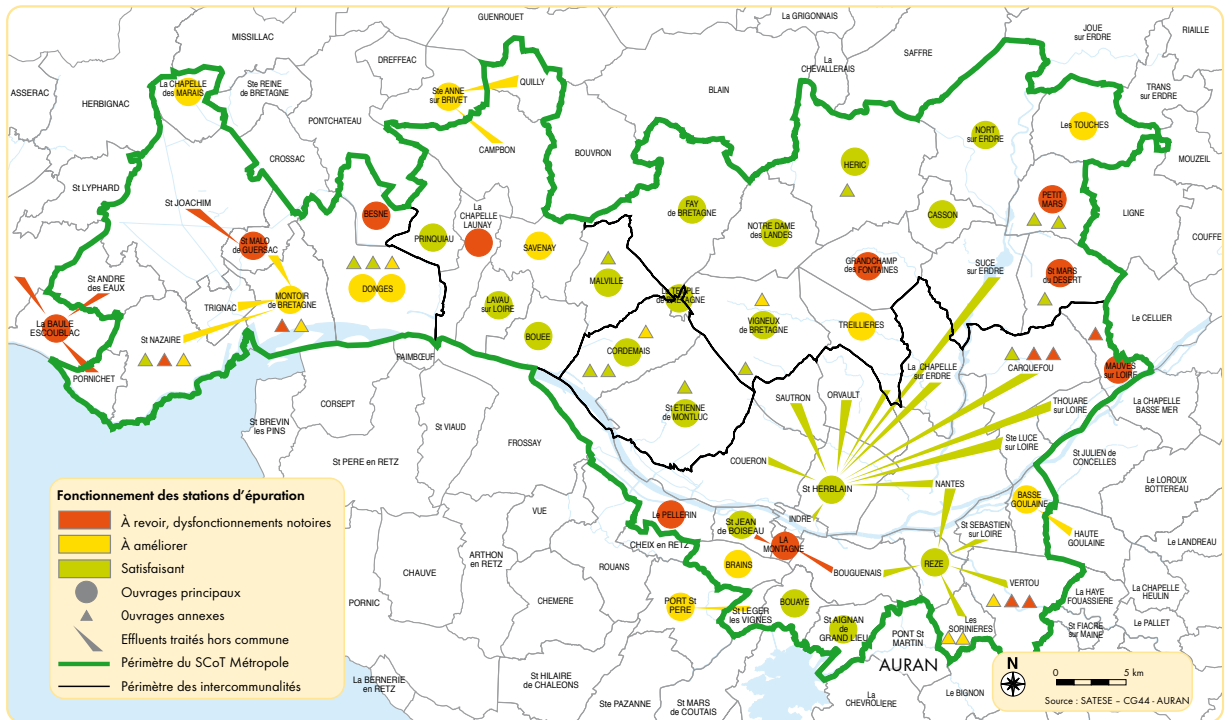 GUENROUET
La GRIGONNAIS
JOUE
sur ERDRE
RIAILLE
MISSILLAC
SAFFRE
DREFFEAC
La
CHEVALLERAIS
ASSERAC
HERBIGNAC
La CHAPELLE
des MARAIS
Ste REINE
de BRETAGNE
Ste ANNE
sur BRIVET
QUILLY
BLAIN
TRANS
sur ERDRE
PONTCHATEAU
NORT
sur ERDRE
Les TOUCHES
CROSSAC
CAMPBON
BOUVRON
HERIC
MOUZEIL
St LYPHARD
St JOACHIM
BESNE
La
CHAPELLE
LAUNAY
FAY
de BRETAGNE
PETIT
MARS
LIGNE
CASSON
St MALO
de GUERSAC
PRINQUIAU
SAVENAY
NOTRE DAME
des LANDES
COUFFE
GRANDCHAMP
des FONTAINES
SUCE
sur ERDRE
St MARS
du DESERT
St ANDRE
des EAUX
TRIGNAC
MONTOIR
de BRETAGNE
DONGES
MALVILLE
LAVAU
sur LOIRE
Le TEMPLE
de BRETAGNE
VIGNEUX
de BRETAGNE
TREILLIERES
Le CELLIER
La BAULE
ESCOUBLAC
St NAZAIRE
BOUEE
CORDEMAIS
PAIMBŒUF
PORNICHET
La CHAPELLE
sur ERDRE
CARQUEFOU
MAUVES
sur LOIRE
CORSEPT
St ETIENNE
de MONTLUC
SAUTRON
ORVAULT
THOUARE
sur LOIRE
La CHAPELLE
BASSE MER
St BREVIN
les PINS
St VIAUD
FROSSAY
Ste LUCE
sur LOIRE
St JULIEN
de CONCELLES
St PERE en RETZ
COUERON
St HERBLAIN
NANTES
Le LOROUX
BOTTEREAU
BASSE
GOULAINE
VUE
Le PELLERIN
St JEAN
DE BOISEAU
INDRE
St SEBASTIEN
sur LOIRE
HAUTE
GOULAINE
Le LANDREAU
CHEIX en RETZ
LA
MONTAGNE
ARTHON
en RETZ
ROUANS
BRAINS
BOUGUENAIS
REZE
VERTOU
CHAUVE
La HAYE
FOUASSIERE
La CHAPELLE
HEULIN
PORNIC
CHEMERE
PORT St
PERE
St LEGER
les VIGNES
BOUAYE
St AIGNAN
de
GRAND LIEU
PONT St
MARTIN
Les
SORINIERES
St FIACRE
sur MAINE
Le PALLET
AURAN
La BERNERIE
en RETZ
St HILAIRE
de CHALEONS
Ste PAZANNE
St MARS
de COUTAIS
La
CHEVROLIERE
Le BIGNON
Fonctionnement des stations d'épuration
À revoir, dysfonctionnements notoires
À améliorer
Satisfaisant
Ouvrages principaux
Ouvrages annexes
Effluents traités hors commune
Périmètre du SCoT Métropole
Périmètre des intercommunalités
N
0 5 km
Source : SATESE - CG44 - AURAN